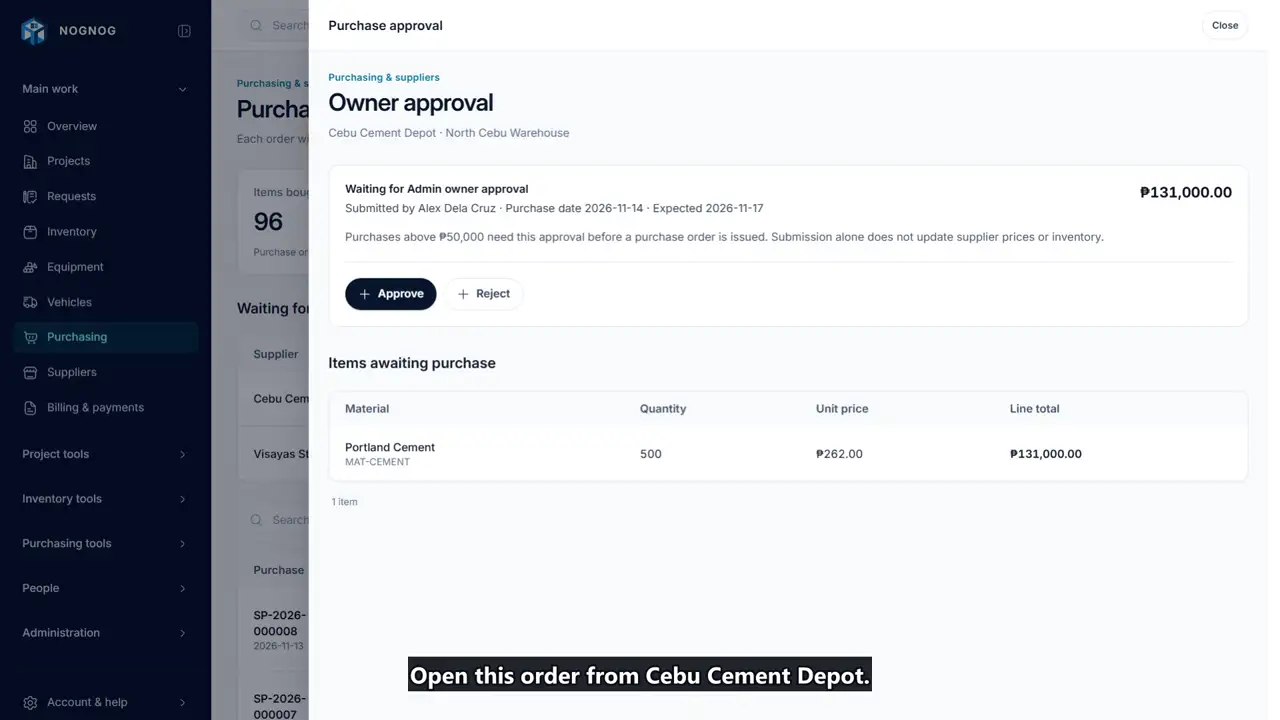 NOGNOG
Main work
Overview
Projects
Requests
Inventory
Equipment
Vehicles
Purchasing
Suppliers
Billing & payments
Project tools
Inventory tools
Purchasing tools
People
Administration
Account & help
Search
Purchasing & s
Purcha
Each order wi
Items boug
96
Purchase or
Waiting fo
Supplier
Cebu Cem
Visayas St
Search
Purchase
SP-2026-
000008
2026-11-13
SP-2026-
000007
Purchase approval
Close
Purchasing & suppliers
Owner approval
Cebu Cement Depot · North Cebu Warehouse
Waiting for Admin owner approval
₱131,000.00
Submitted by Alex Dela Cruz · Purchase date 2026-11-14 · Expected 2026-11-17
Purchases above ₱50,000 need this approval before a purchase order is issued. Submission alone does not update supplier prices or inventory.
Approve
Reject
Items awaiting purchase
Material Quantity Unit price Line total
Portland Cement 500 ₱262.00 ₱131,000.00
MAT-CEMENT
1 item
Open this order from Cebu Cement Depot.